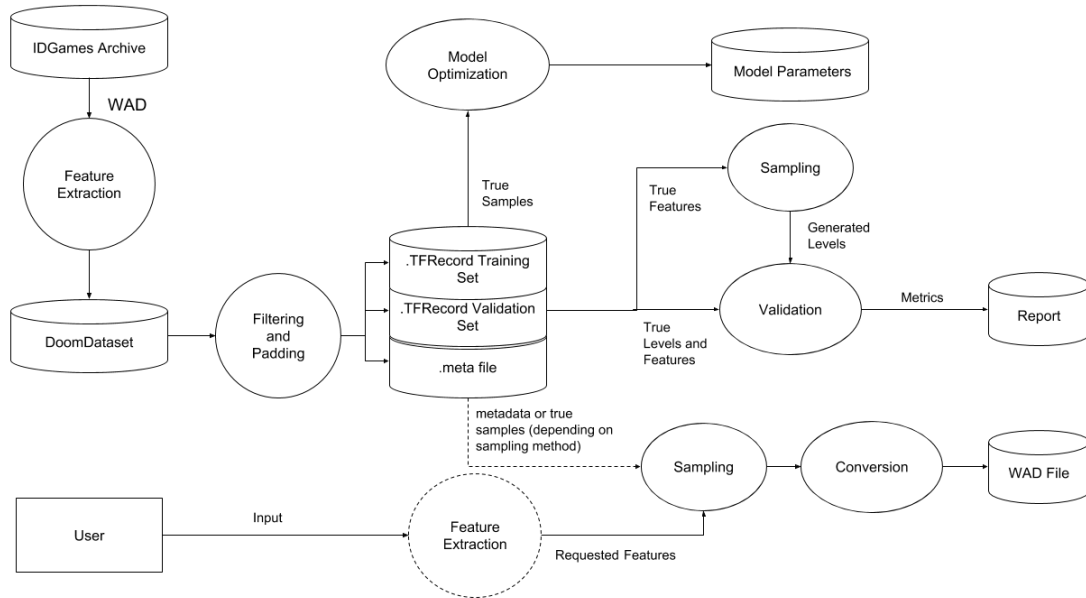 IDGames Archive
WAD
Feature
Extraction
DoomDataset
Filtering
and
Padding
Model
Optimization
Model Parameters
True
Samples
.TFRecord Training
Set
.TFRecord Validation
Set
.meta file
True
Features
Sampling
Generated
Levels
True
Levels and
Features
Validation
Metrics
Report
metadata or true
samples (depending on
sampling method)
Sampling
Conversion
WAD File
User
Input
Feature
Extraction
Requested Features